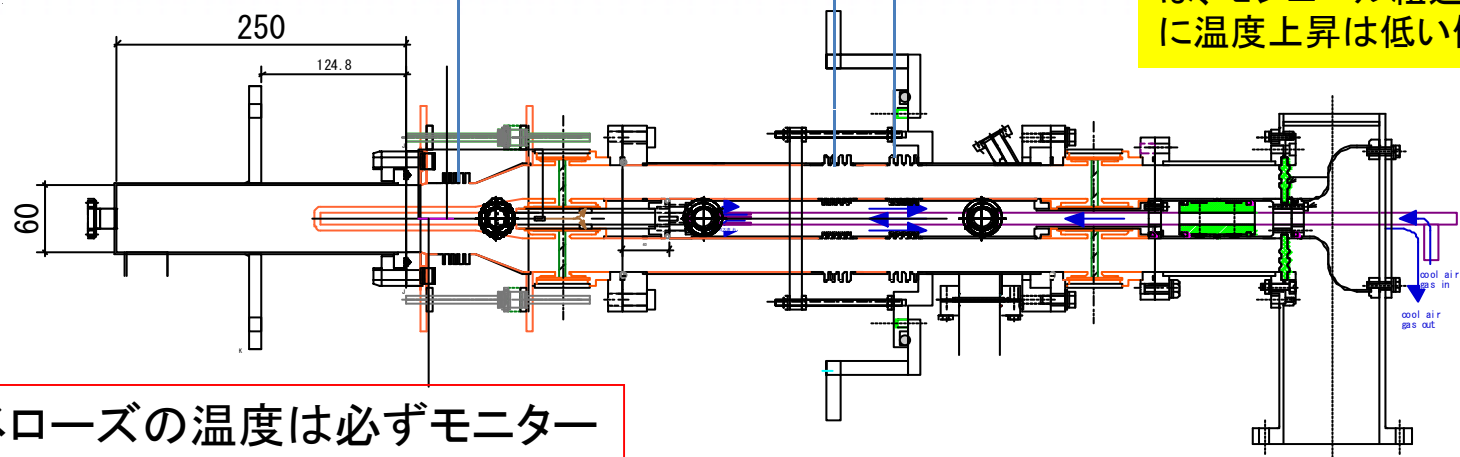 に温度上昇は低い
250
124.8
60
cool air
gas in
cool air
gas out
K
ローズの温度は必ずモニター